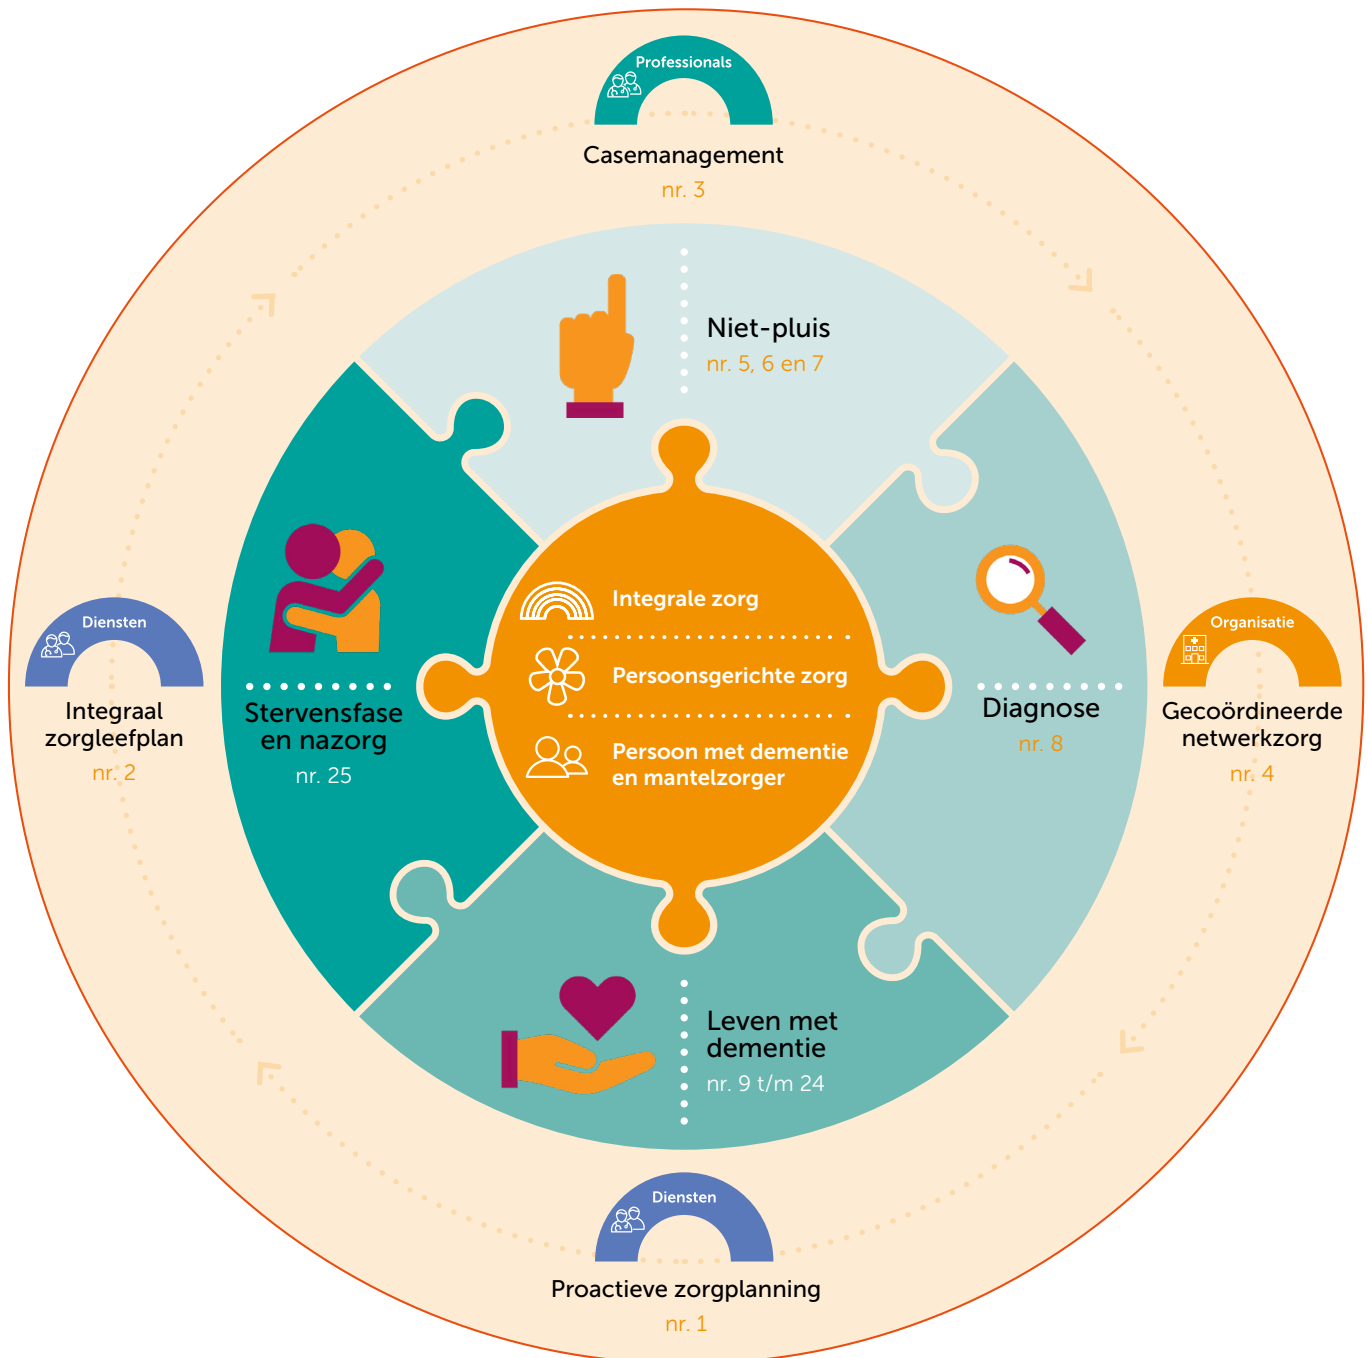 Professionals
Casemanagement
nr. 3
Niet-pluis
nr. 5, 6 en 7
Integrale zorg
Persoonsgerichte zorg
Persoon met dementie
en mantelzorger
Diagnose
nr. 8
Organisatie
Gecoördineerde
netwerkzorg
nr. 4
Diensten
Integraal
zorgleefplan
nr. 2
Stervensfase
en nazorg
nr. 25
Leven met
dementie
nr. 9 t/m 24
Diensten
Proactieve zorgplanning
nr. 1